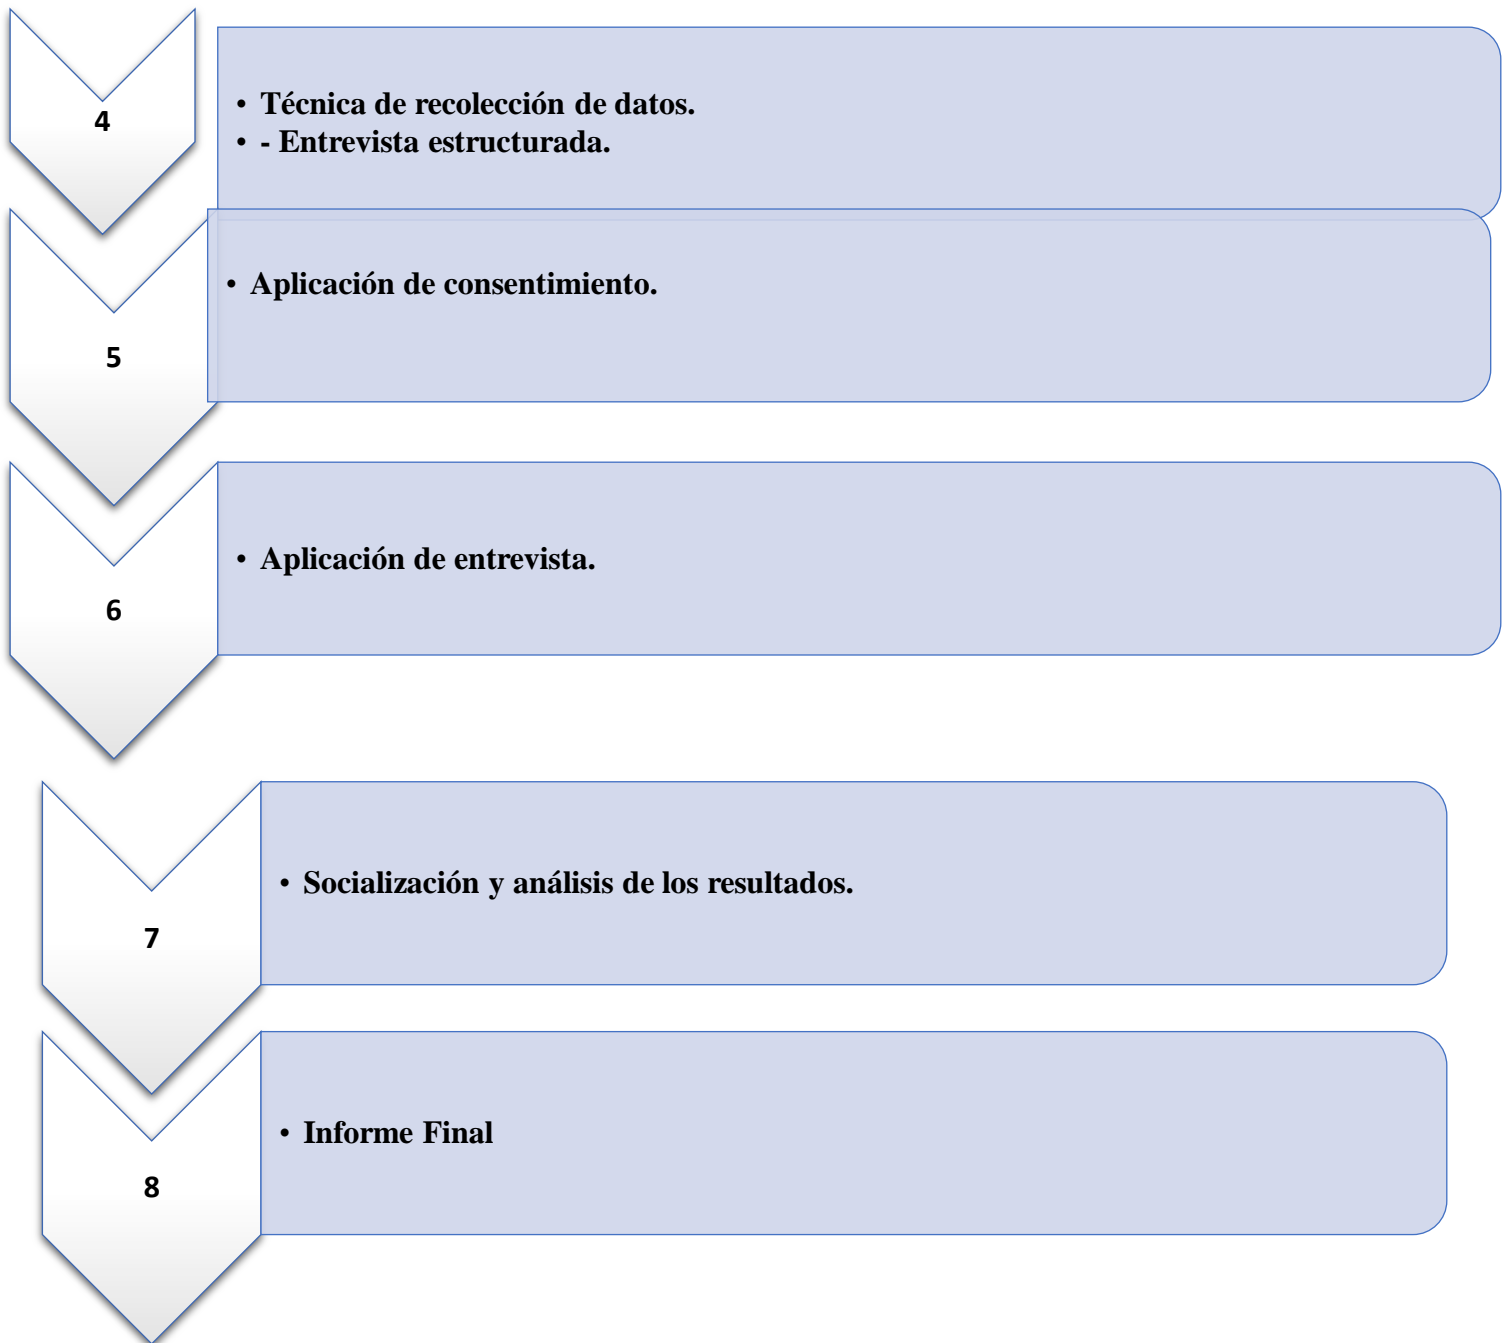 4
• Técnica de recolección de datos.
• - Entrevista estructurada.
5
• Aplicación de consentimiento.
6
• Aplicación de entrevista.
7
• Socialización y análisis de los resultados.
8
• Informe Final